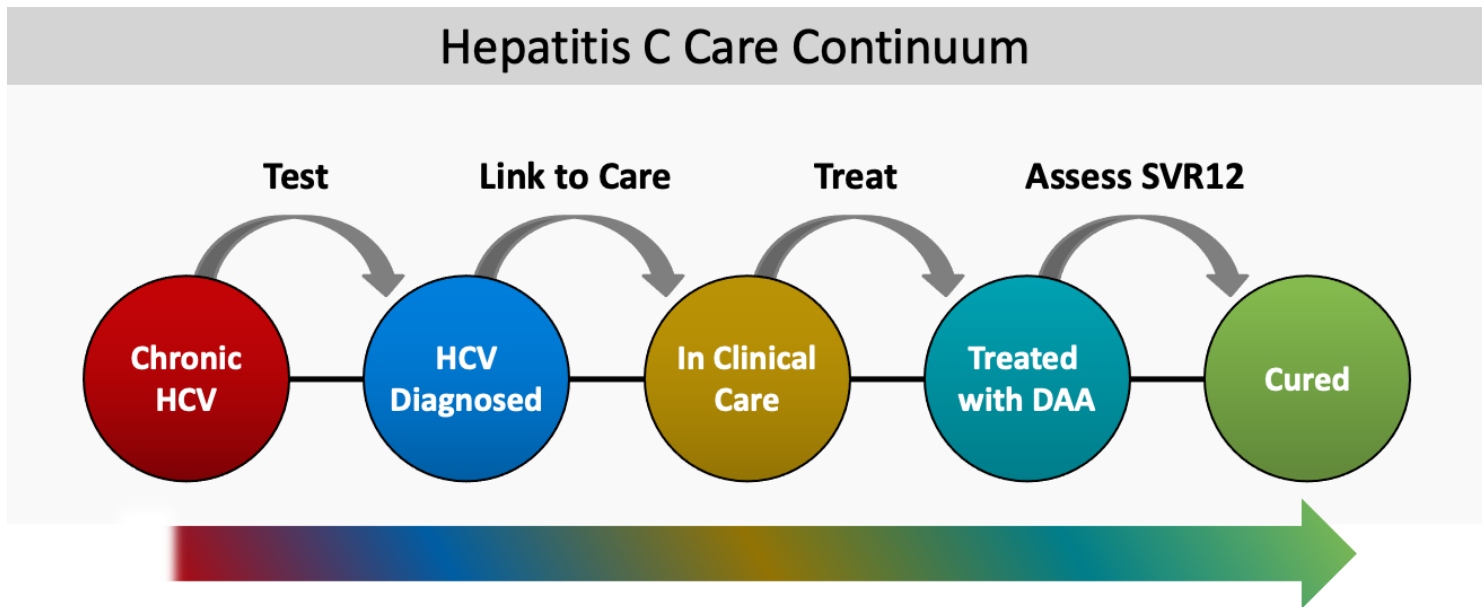 Hepatitis C Care Continuum
Test
Link to Care
Treat
Assess SVR12
Chronic
HCV
HCV
Diagnosed
In Clinical
Care
Treated
with DAA
Cured